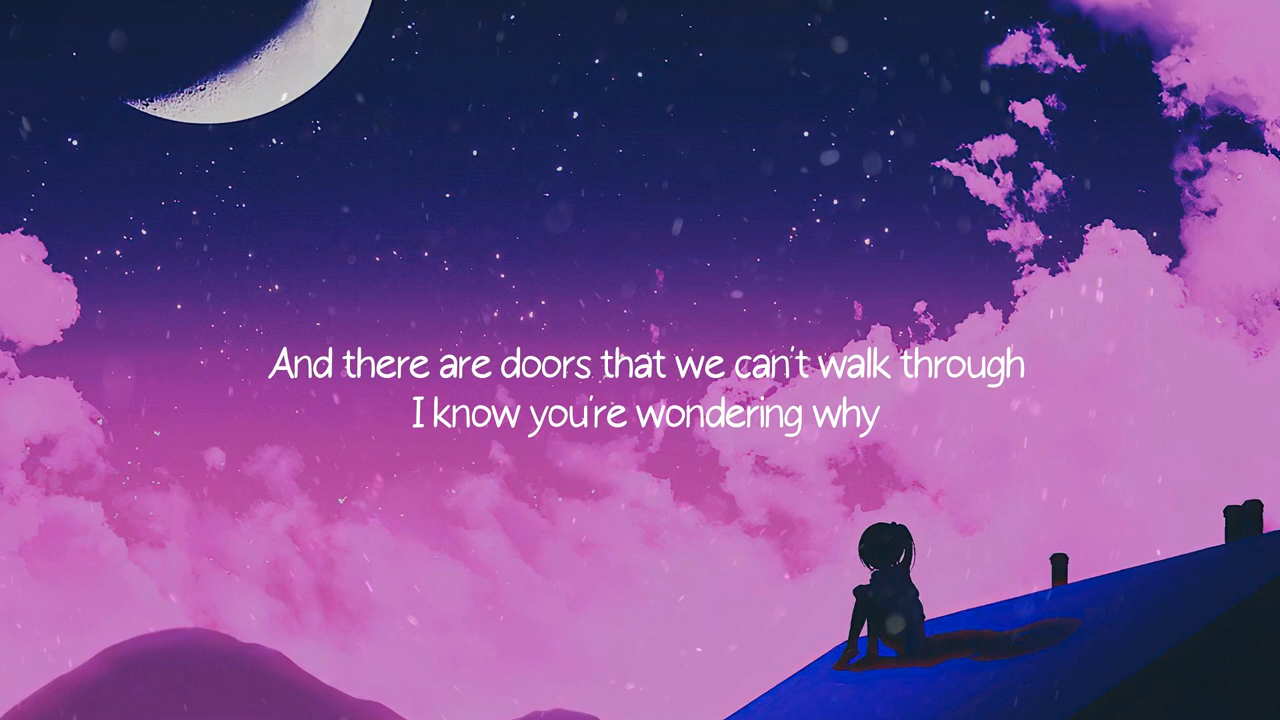 And there are doors that we can't walk through
I know you're wondering why